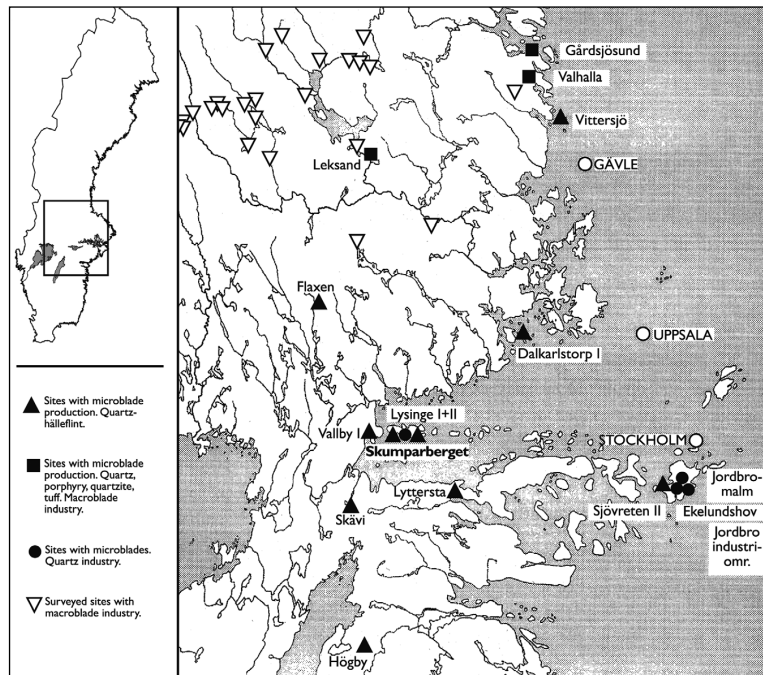 Gårdsjösund
Valhalla
Vittersjö
GÄVLE
Leksand
Flaxen
UPPSALA
Dalkarlstorp I
Lysinge I+II
Vallby I
STOCKHOLM
Skumparberget
Lyttersta
Skävi
Sjövreten II
Jordbro-
malm
Ekelundshov
Jordbro
industri-
omr.
Högby
Sites with microblade
production. Quartz-
hälleflint.
Sites with microblade
production. Quartz,
porphyry, quartzite,
tuff. Macroblade
industry.
Sites with microblades.
Quartz industry.
Surveyed sites with
macroblade industry.